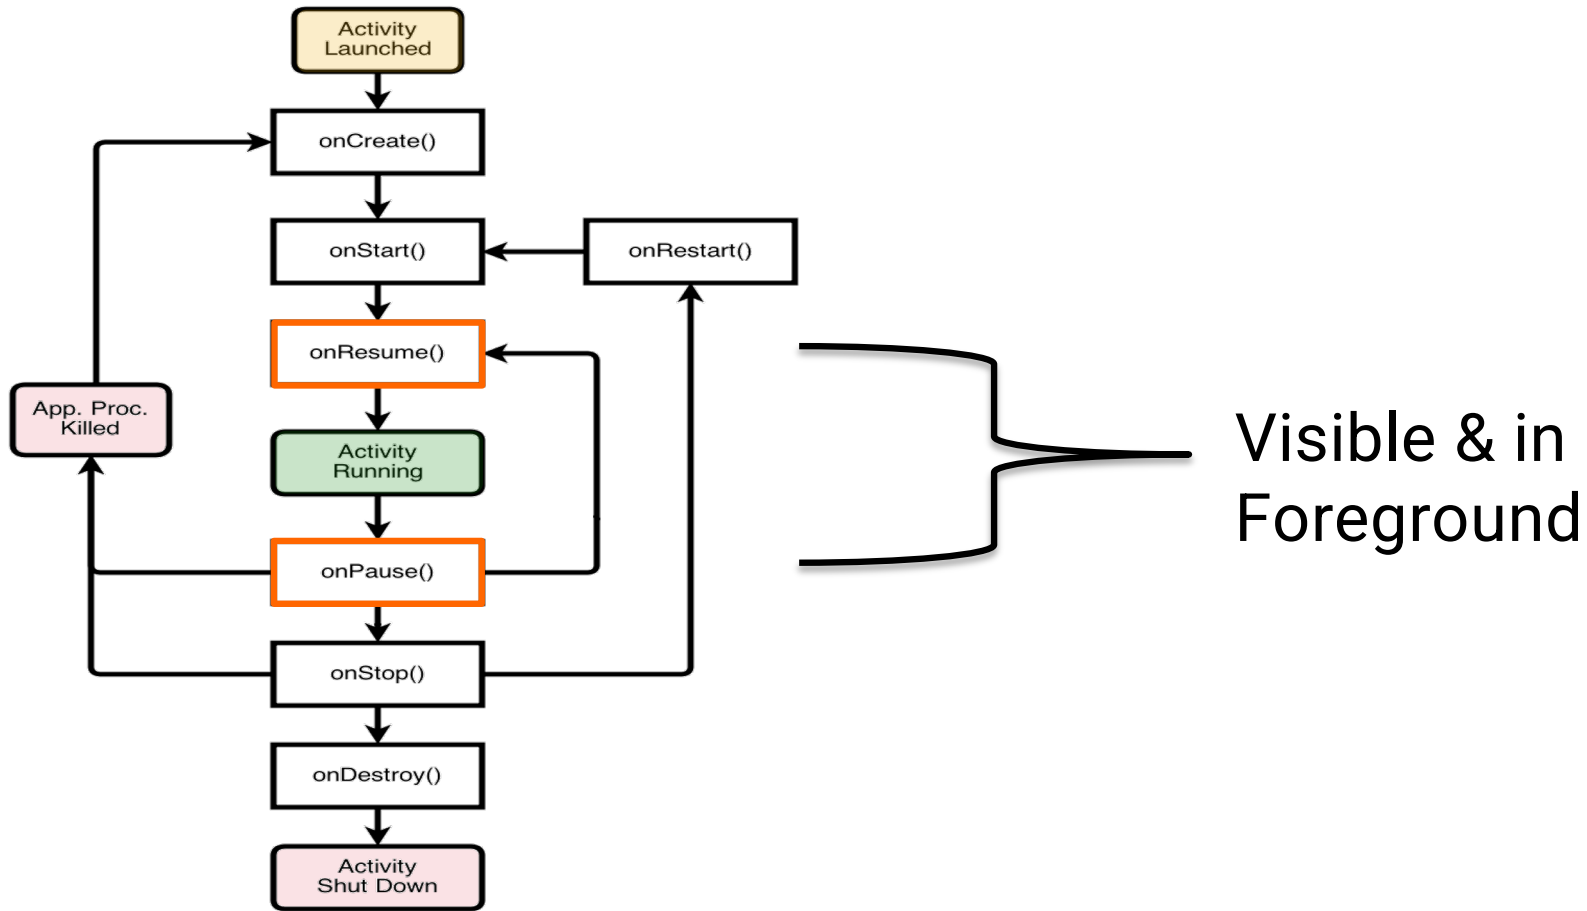 Activity
Launched
onCreate()
onStart()
onRestart()
onResume()
App. Proc.
Killed
Activity
Running
Visible & in
Foreground
onPause()
onStop()
onDestroy()
Activity
Shut Down